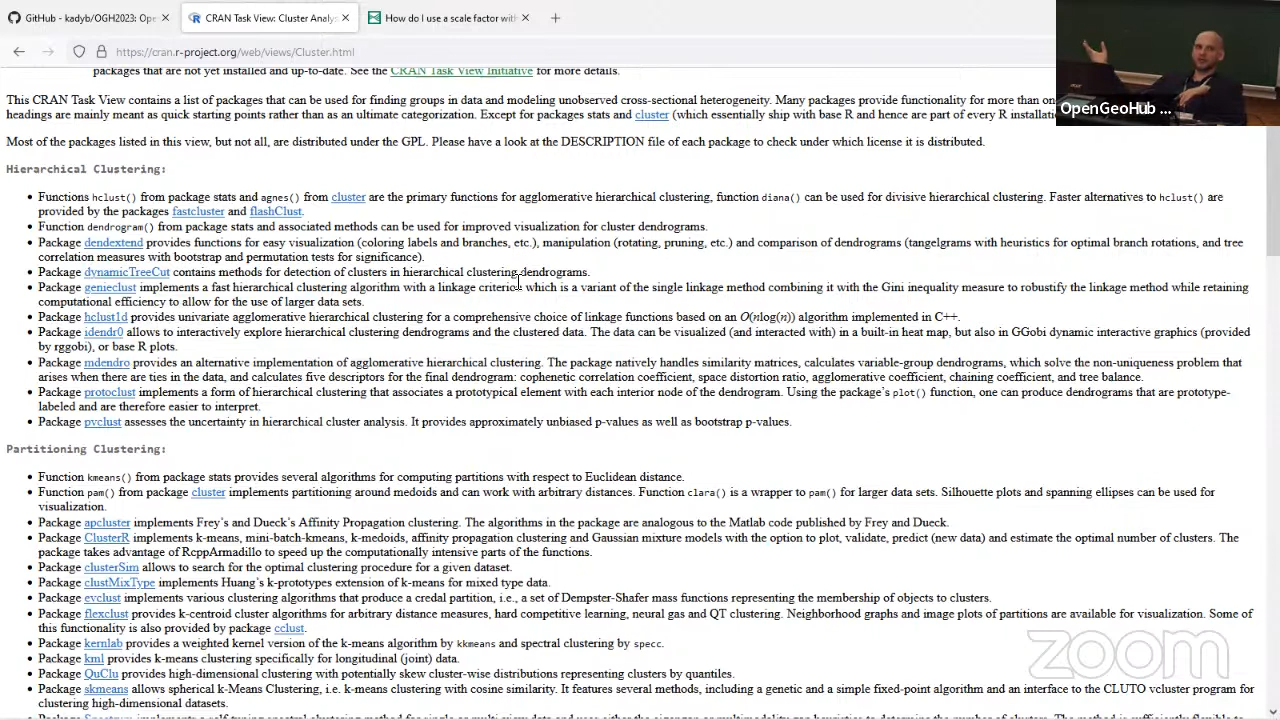 GitHub - kadyb/OGH2023: Ope
CRAN Task View: Cluster Analys
How do I use a scale factor with
https://cran.r-project.org/web/views/Cluster.html
OpenGeoHub ...
packages that are not yet installed and up-to-date. See the CRAN Task View Initiative for more details.
This CRAN Task View contains a list of packages that can be used for finding groups in data and modeling unobserved cross-sectional heterogeneity. Many packages provide functionality for more than on
headings are mainly meant as quick starting points rather than as an ultimate categorization. Except for packages stats and cluster (which essentially ship with base R and hence are part of every R installati
Most of the packages listed in this view, but not all, are distributed under the GPL. Please have a look at the DESCRIPTION file of each package to check under which license it is distributed.
Hierarchical Clustering:
• Functions hclust() from package stats and agnes() from cluster are the primary functions for agglomerative hierarchical clustering, function diana() can be used for divisive hierarchical clustering. Faster alternatives to hclust() are
provided by the packages fastcluster and flashClust.
• Function dendrogram() from package stats and associated methods can be used for improved visualization for cluster dendrograms.
• Package dendextend provides functions for easy visualization (coloring labels and branches, etc.), manipulation (rotating, pruning, etc.) and comparison of dendrograms (tangelgrams with heuristics for optimal branch rotations, and tree
correlation measures with bootstrap and permutation tests for significance).
• Package dynamicTreeCut contains methods for detection of clusters in hierarchical clustering dendrograms.
• Package genieclust implements a fast hierarchical clustering algorithm with a linkage criterion which is a variant of the single linkage method combining it with the Gini inequality measure to robustify the linkage method while retaining
computational efficiency to allow for the use of larger data sets.
• Package hclust1d provides univariate agglomerative hierarchical clustering for a comprehensive choice of linkage functions based on an O(nlog(n)) algorithm implemented in C++.
• Package idendr0 allows to interactively explore hierarchical clustering dendrograms and the clustered data. The data can be visualized (and interacted with) in a built-in heat map, but also in GGobi dynamic interactive graphics (provided
by rggobi), or base R plots.
• Package mdendro provides an alternative implementation of agglomerative hierarchical clustering. The package natively handles similarity matrices, calculates variable-group dendrograms, which solve the non-uniqueness problem that
arises when there are ties in the data, and calculates five descriptors for the final dendrogram: cophenetic correlation coefficient, space distortion ratio, agglomerative coefficient, chaining coefficient, and tree balance.
• Package protoclust implements a form of hierarchical clustering that associates a prototypical element with each interior node of the dendrogram. Using the package's plot() function, one can produce dendrograms that are prototype-
labeled and are therefore easier to interpret.
• Package pvclust assesses the uncertainty in hierarchical cluster analysis. It provides approximately unbiased p-values as well as bootstrap p-values.
Partitioning Clustering:
• Function kmeans() from package stats provides several algorithms for computing partitions with respect to Euclidean distance.
• Function pam() from package cluster implements partitioning around medoids and can work with arbitrary distances. Function clara() is a wrapper to pam() for larger data sets. Silhouette plots and spanning ellipses can be used for
visualization.
• Package apcluster implements Frey's and Dueck's Affinity Propagation clustering. The algorithms in the package are analogous to the Matlab code published by Frey and Dueck.
• Package ClusterR implements k-means, mini-batch-kmeans, k-medoids, affinity propagation clustering and Gaussian mixture models with the option to plot, validate, predict (new data) and estimate the optimal number of clusters. The
package takes advantage of RcppArmadillo to speed up the computationally intensive parts of the functions.
• Package clusterSim allows to search for the optimal clustering procedure for a given dataset.
• Package clustMixType implements Huang's k-prototypes extension of k-means for mixed type data.
• Package evclust implements various clustering algorithms that produce a credal partition, i.e., a set of Dempster-Shafer mass functions representing the membership of objects to clusters.
• Package flexclust provides k-centroid cluster algorithms for arbitrary distance measures, hard competitive learning, neural gas and QT clustering. Neighborhood graphs and image plots of partitions are available for visualization. Some of
this functionality is also provided by package cclust.
• Package kernlab provides a weighted kernel version of the k-means algorithm by kkmeans and spectral clustering by specc.
• Package kml provides k-means clustering specifically for longitudinal (joint) data.
• Package QuClu provides high-dimensional clustering with potentially skew cluster-wise distributions representing clusters by quantiles.
• Package skmeans allows spherical k-Means Clustering, i.e. k-means clustering with cosine similarity. It features several methods, including a genetic and a simple fixed-point algorithm and an interface to the CLUTO vcluster program for
clustering high-dimensional datasets.
zoom